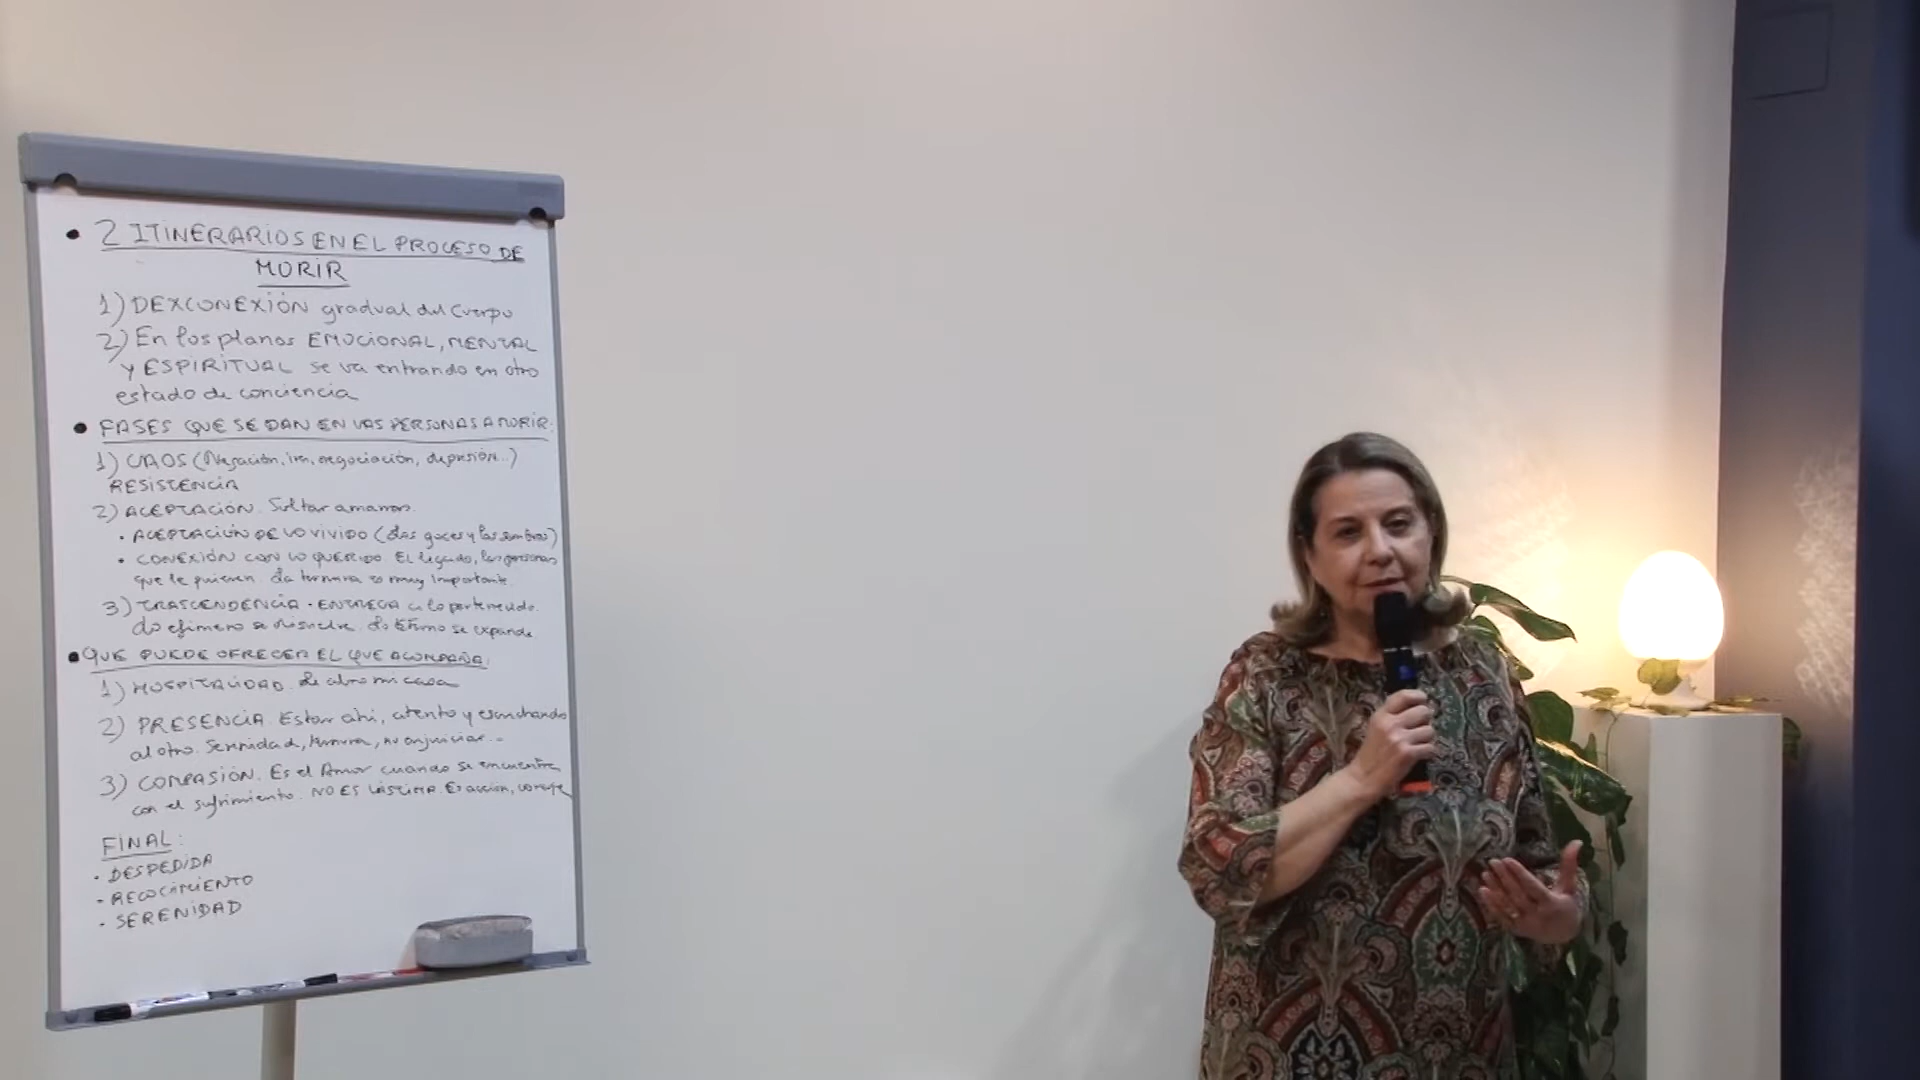 • 2 ITINERARIOS EN EL PROCESO DE
MORIR
1) DEXCONEXIÓN gradual del cuerpo
2) En los planos EMOCIONAL, MENTAL
Y ESPIRITUAL se va entrando en otro
estado de conciencia
• FASES QUE SE DAN EN LAS PERSONAS A MORIR:
1) CAOS (Negación, ira, negociación, depresión..)
RESISTENCIA
2) ACEPTACIÓN. Soltar amarras.
• ACEPTACIÓN DE LO VIVIDO (Los goces y las sombras)
• CONEXIÓN CON LO QUERIDO. El legado, las personas
que le quieren. La ternura es muy importante.
3) TRASCENDENCIA • ENTREGA a lo
Lo efímero se disuelve. Lo Eterno se expande
• QUE PUEDE OFRECER EL QUE ACOMPAÑA:
1) HOSPITALIDAD. Le abro mi casa
2) PRESENCIA. Estar ahí, atento y escuchando
al otro. Serenidad, ternura, no enjuiciar..
3) COMPASIÓN. Es el Amor cuando se encuentra
con el sufrimiento. NO ES LÁSTIMA. Es acción,
FINAL:
• DESPEDIDA
• RECOCIMIENTO
• SERENIDAD